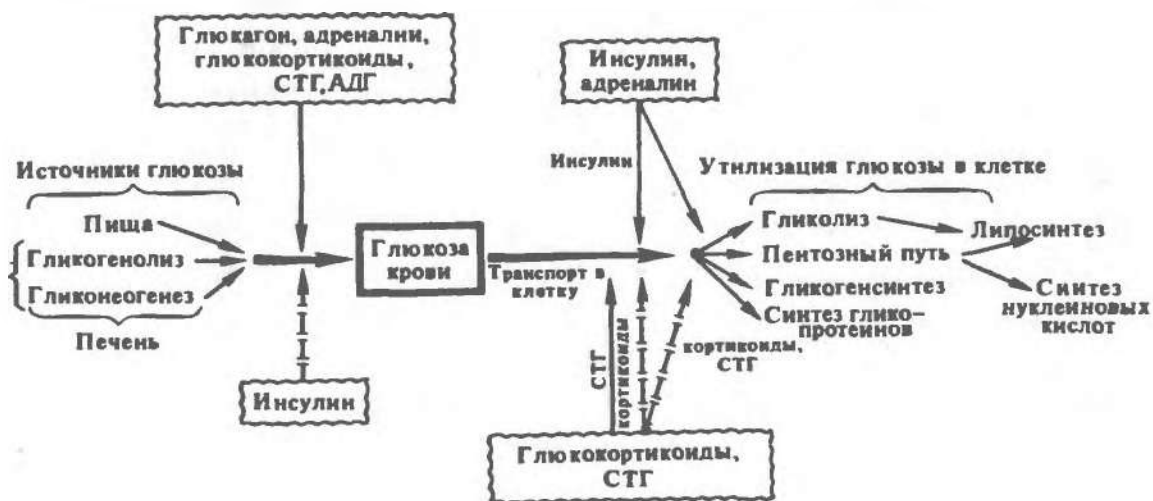 Глюкагон, адреналин,
глюкокортикоиды,
СТГ, АДГ
Инсулин,
адреналин
Инсулин
Источники глюкозы
Утилизация глюкозы в клетке
Пища
Гликогенолиз
Гликонеогенез
Печень
Глюкоза
крови
Транспорт в
клетку
Гликолиз
Липосинтез
Пентозный путь
Гликогенсинтез
Синтез глико-
протеинов
Синтез
нуклеиновых
кислот
Инсулин
СТГ
кортикоиды
кортикоиды,
СТГ
Глюкокортикоиды,
СТГ